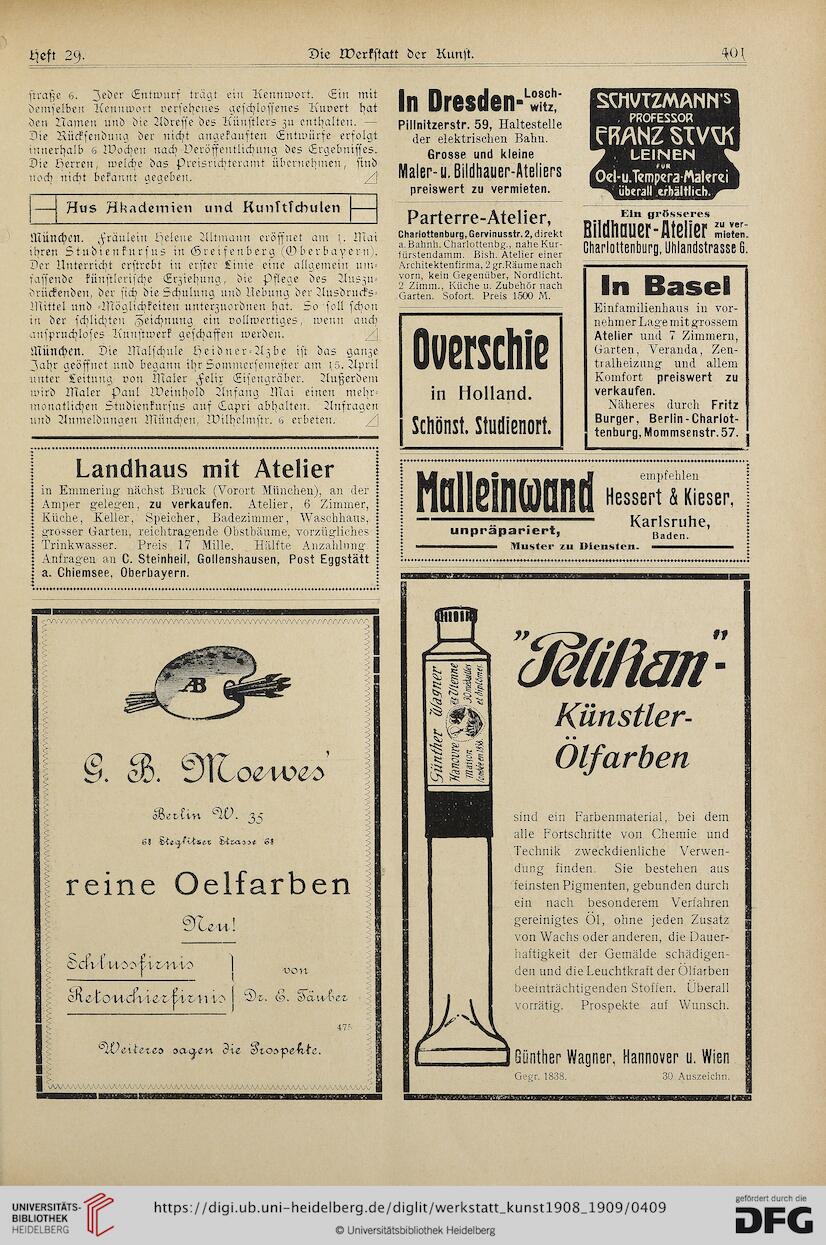 Heft 29.
Die Werkstatt der Kunst.
401
straße 6. Jeder Entwurf trägt ein Kennwort. Ein mit
demselben Kennwort versehenes geschlossenes Kuvert hat
den Namen und die Adresse des Künstlers zu enthalten. —
Die Rücksendung der nicht angekauften Entwürfe erfolgt
innerhalb 6 Wochen nach Veröffentlichung des Ergebnisses.
Die Herren, welche das Preisrichteramt übernehmen, sind
noch nicht bekannt gegeben.
Aus Akademien und Kunstschulen
München. Fräulein Helene Altmann eröffnet am 1. Mai
ihren Studienkursus in Greifenberg (Oberbayern).
Der Unterricht erstrebt in erster Linie eine allgemein um-
fassende künstlerische Erziehung, die Pflege des Auszu-
drückenden, der sich die Schulung und Uebung der Ausdrucks-
Mittel und -Möglichkeiten unterzuordnen hat. So soll schon
in der schlichten Zeichnung ein vollwertiges, wenn auch
anspruchloses Kunstwerk geschaffen werden.
München. Die Malschule Heidner-Azbe ist das ganze
Jahr geöffnet und begann ihr Sommersemester am 15. April
unter Leitung von Maler Felix Eisengräber. Außerdem
wird Maler Paul Weinhold Anfang Mai einen mehr-
monatlichen Studienkursus auf Capri abhalten. Anfragen
und Anmeldungen München, Wilhelmstr. 6 erbeten.
Landhaus mit Atelier
in Emmering nächst Bruck (Vorort München), an der
Amper gelegen, zu verkaufen. Atelier, 6 Zimmer,
Küche, Keller, Speicher, Badezimmer, Waschhaus,
grosser Garten, reichtragende Obstbäume, vorzügliches
Trinkwasser. Preis 17 Mille. Hälfte Anzahlung.
Anfragen an C. Steinheil, Gollenshausen, Post Eggstätt
a. Chiemsee, Oberbayern.
AB
G. B. Moewes'
Berlin W. 35
68 Steglitzer Strasse 68
reine Oelfarben
Neu!
Schlussfirnis
Retouchierfirnis
von
Dr. E. Täuber
475
Weiteres sagen die Prospekte.
In Dresden-Losch-
witz,
Pillnitzerstr. 59, Haltestelle
der elektrischen Bahn.
Grosse und kleine
Maler- u. Bildhauer-Ateliers
preiswert zu vermieten.
Parterre-Atelier,
Charlottenburg, Gervinusstr. 2, direkt
a. Bahnh. Charlottenbg., nahe Kur-
fürstendamm. Bish. Atelier einer
Architektenfirma, 2 gr. Räume nach
vorn, kein Gegenüber, Nordlicht.
2 Zimm., Küche u. Zubehör nach
Garten. Sofort. Preis 1500 M.
Overschie
in Holland.
Schönst. Studienort.
SCHUTZMANN'S
PROFESSOR
FRANZ STUCK
LEINEN
FÜR
Oel-u. Tempera-Malerei
überall erhältlich.
Ein grösseres
Bildhauer-Atelier zu ver-
mieten.
Charlottenburg, Uhlandstrasse 6.
In Basel
Einfamilienhaus in vor-
nehmer Lage mit grossem
Atelier und 7 Zimmern,
Garten, Veranda, Zen-
tralheizung und allem
Komfort preiswert zu
verkaufen.
Näheres durch Fritz
Burger, Berlin-Charlot-
tenburg, Mommsenstr. 57.
Malleinwand
unpräpariert,
empfehlen
Hessert & Kieser,
Karlsruhe,
Baden.
Muster zu Diensten.
Günther Wagner
Hanovre & Vienne
maison
fondée en 1838.
30 médailles
et diplômes.
"Pelikan"-
Künstler-
Ölfarben
sind ein Farbenmaterial, bei dem
alle Fortschritte von Chemie und
Technik zweckdienliche Verwen-
dung finden. Sie bestehen aus
feinsten Pigmenten, gebunden durch
ein nach besonderem Verfahren
gereinigtes Öl, ohne jeden Zusatz
von Wachs oder anderen, die Dauer-
haftigkeit der Gemälde schädigen-
den und die Leuchtkraft der Ölfarben
beeinträchtigenden Stoffen. Überall
vorrätig. Prospekte auf Wunsch.
Günther Wagner, Hannover u. Wien
Gegr. 1838. 30 Auszeichn.
UNIVERSITÄTS-
BIBLIOTHEK
HEIDELBERG
https://digi.ub.uni-heidelberg.de/diglit/werkstatt_kunst1908_1909/0409
© Universitätsbibliothek Heidelberg
gefördert durch die
DFG